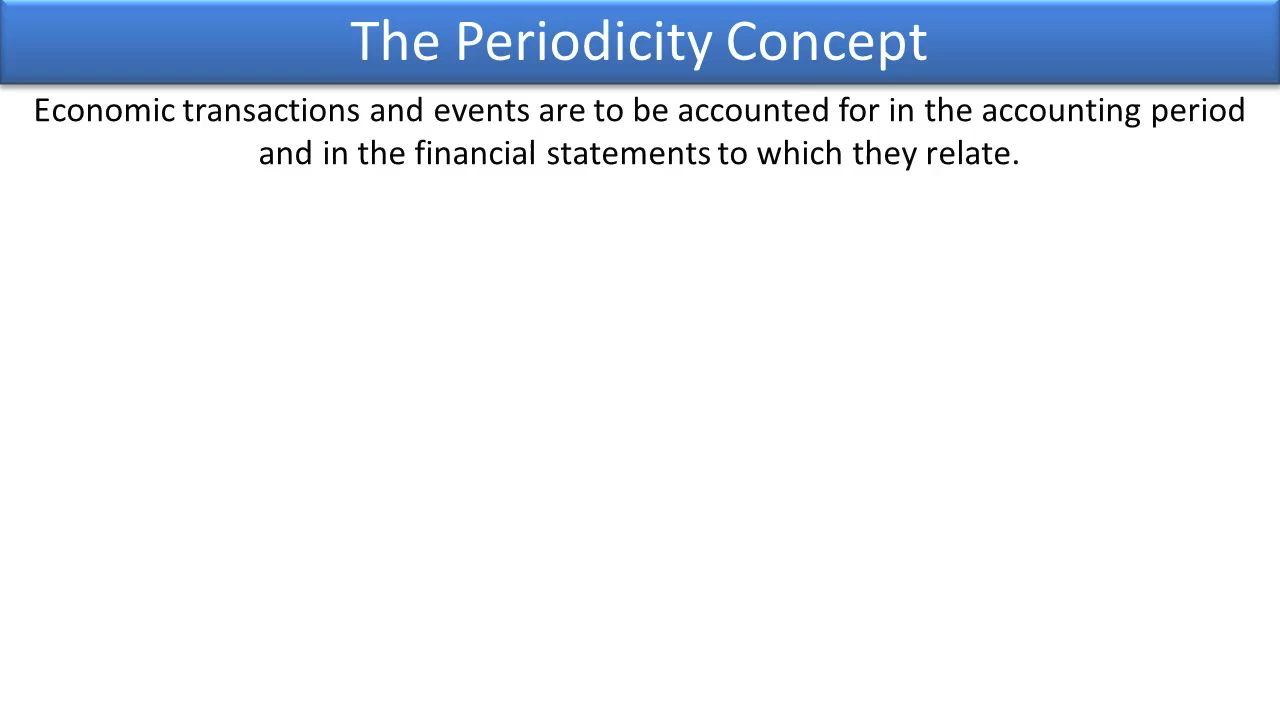 The Periodicity Concept
Economic transactions and events are to be accounted for in the accounting period
and in the financial statements to which they relate.